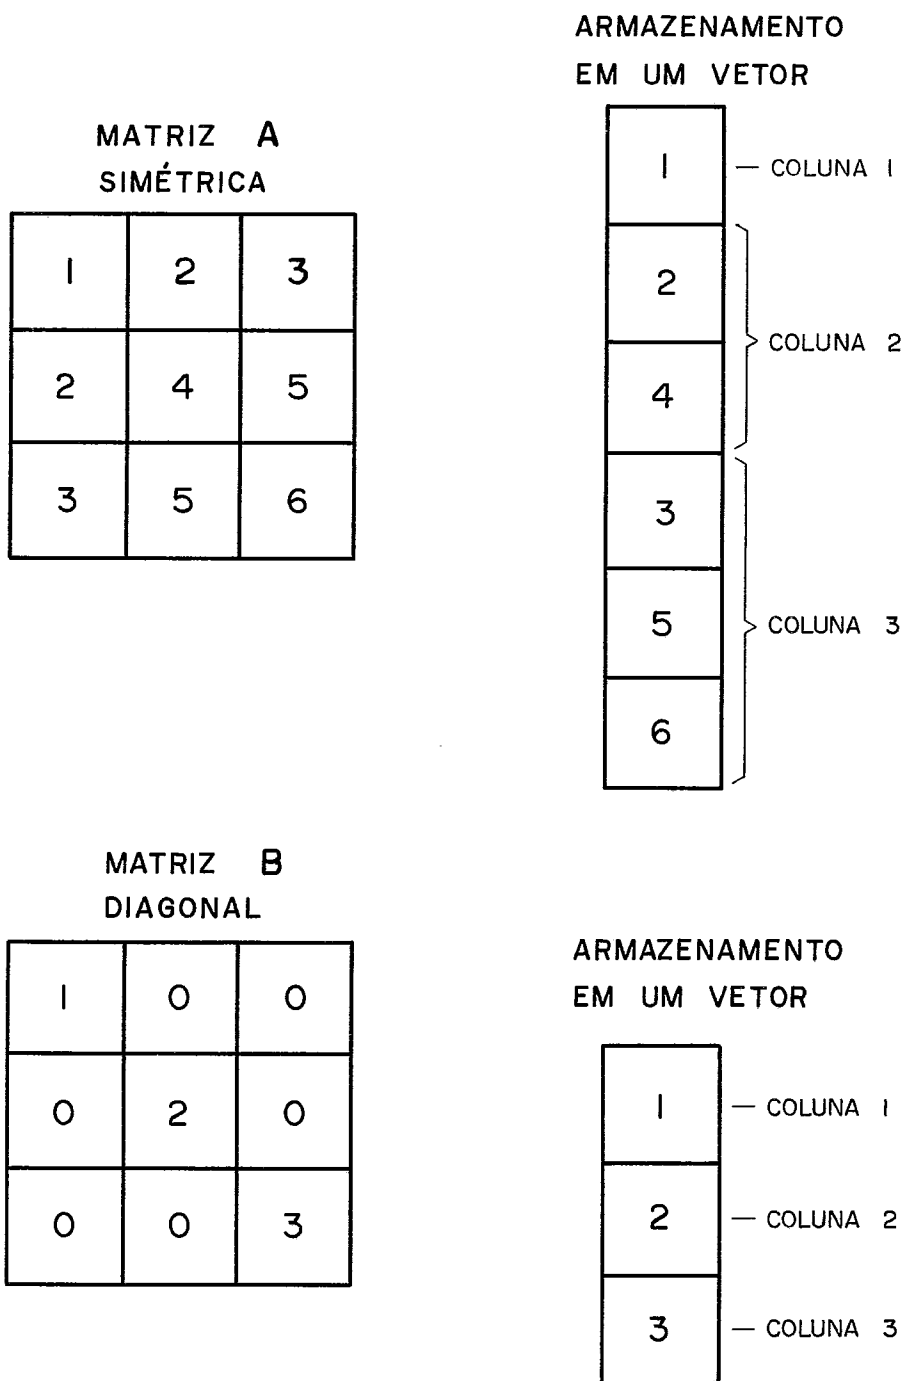 MATRIZ A
SIMÉTRICA
1 2 3
2 4 5
3 5 6
ARMAZENAMENTO
EM UM VETOR
1 — COLUNA 1
2
COLUNA 2
4
3
5 COLUNA 3
6
MATRIZ B
DIAGONAL
1 0 0
0 2 0
0 0 3
ARMAZENAMENTO
EM UM VETOR
1 — COLUNA 1
2 — COLUNA 2
3 — COLUNA 3